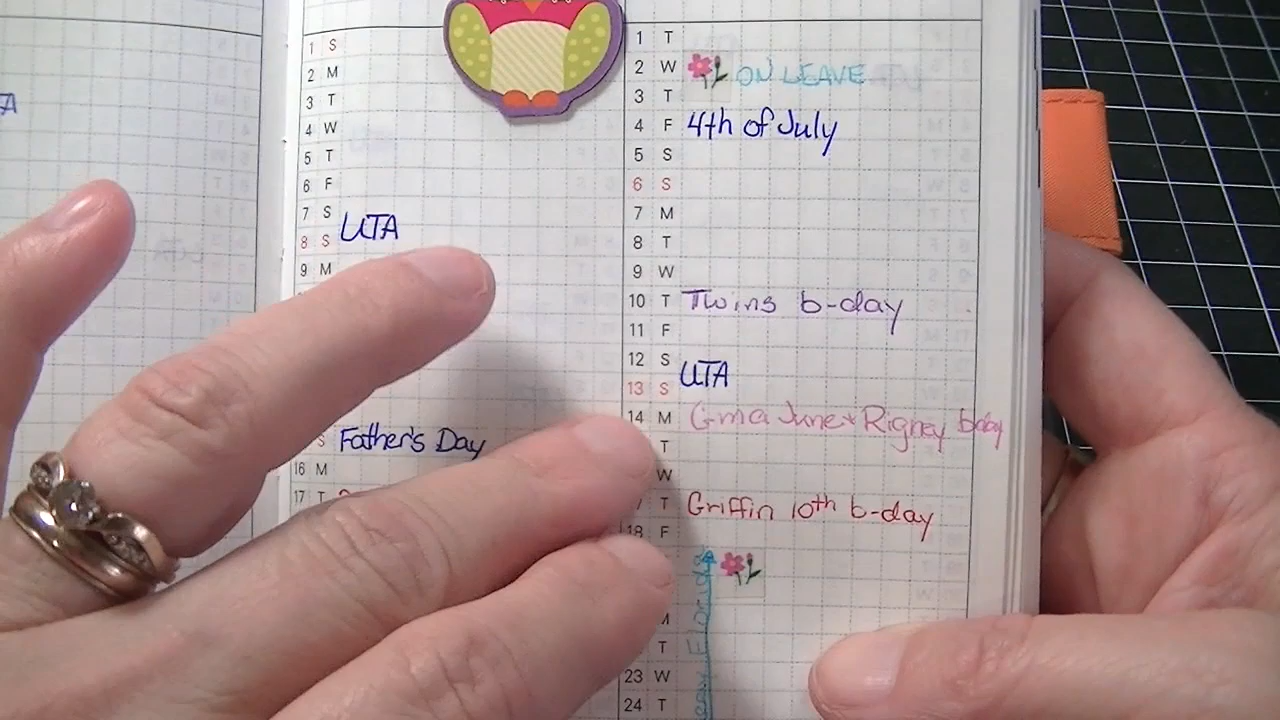 TA
1 S
2 M
3 T
4 W
5 T
6 F
7 S
8 S UTA
9 M
S Father's Day
16 M
17 T
1 T
2 W ON LEAVE
3 T
4 F 4th of July
5 S
6 S
7 M
8 T
9 W
10 T Twins b-day
11 F
12 S
13 S UTA
14 M Gma June + Rigney bday
T
W
T Griffin 10th b-day
18 F
M
T
23 W
24 T